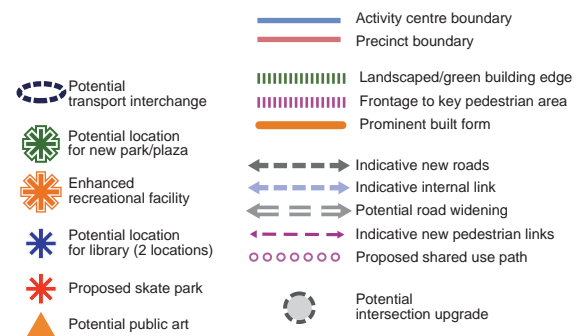 Activity centre boundary
Precinct boundary
Landscaped/green building edge
Frontage to key pedestrian area
Prominent built form
Indicative new roads
Indicative internal link
Potential road widening
Indicative new pedestrian links
Proposed shared use path
Potential
intersection upgrade
Potential
transport interchange
Potential location
for new park/plaza
Enhanced
recreational facility
Potential location
for library (2 locations)
Proposed skate park
Potential public art